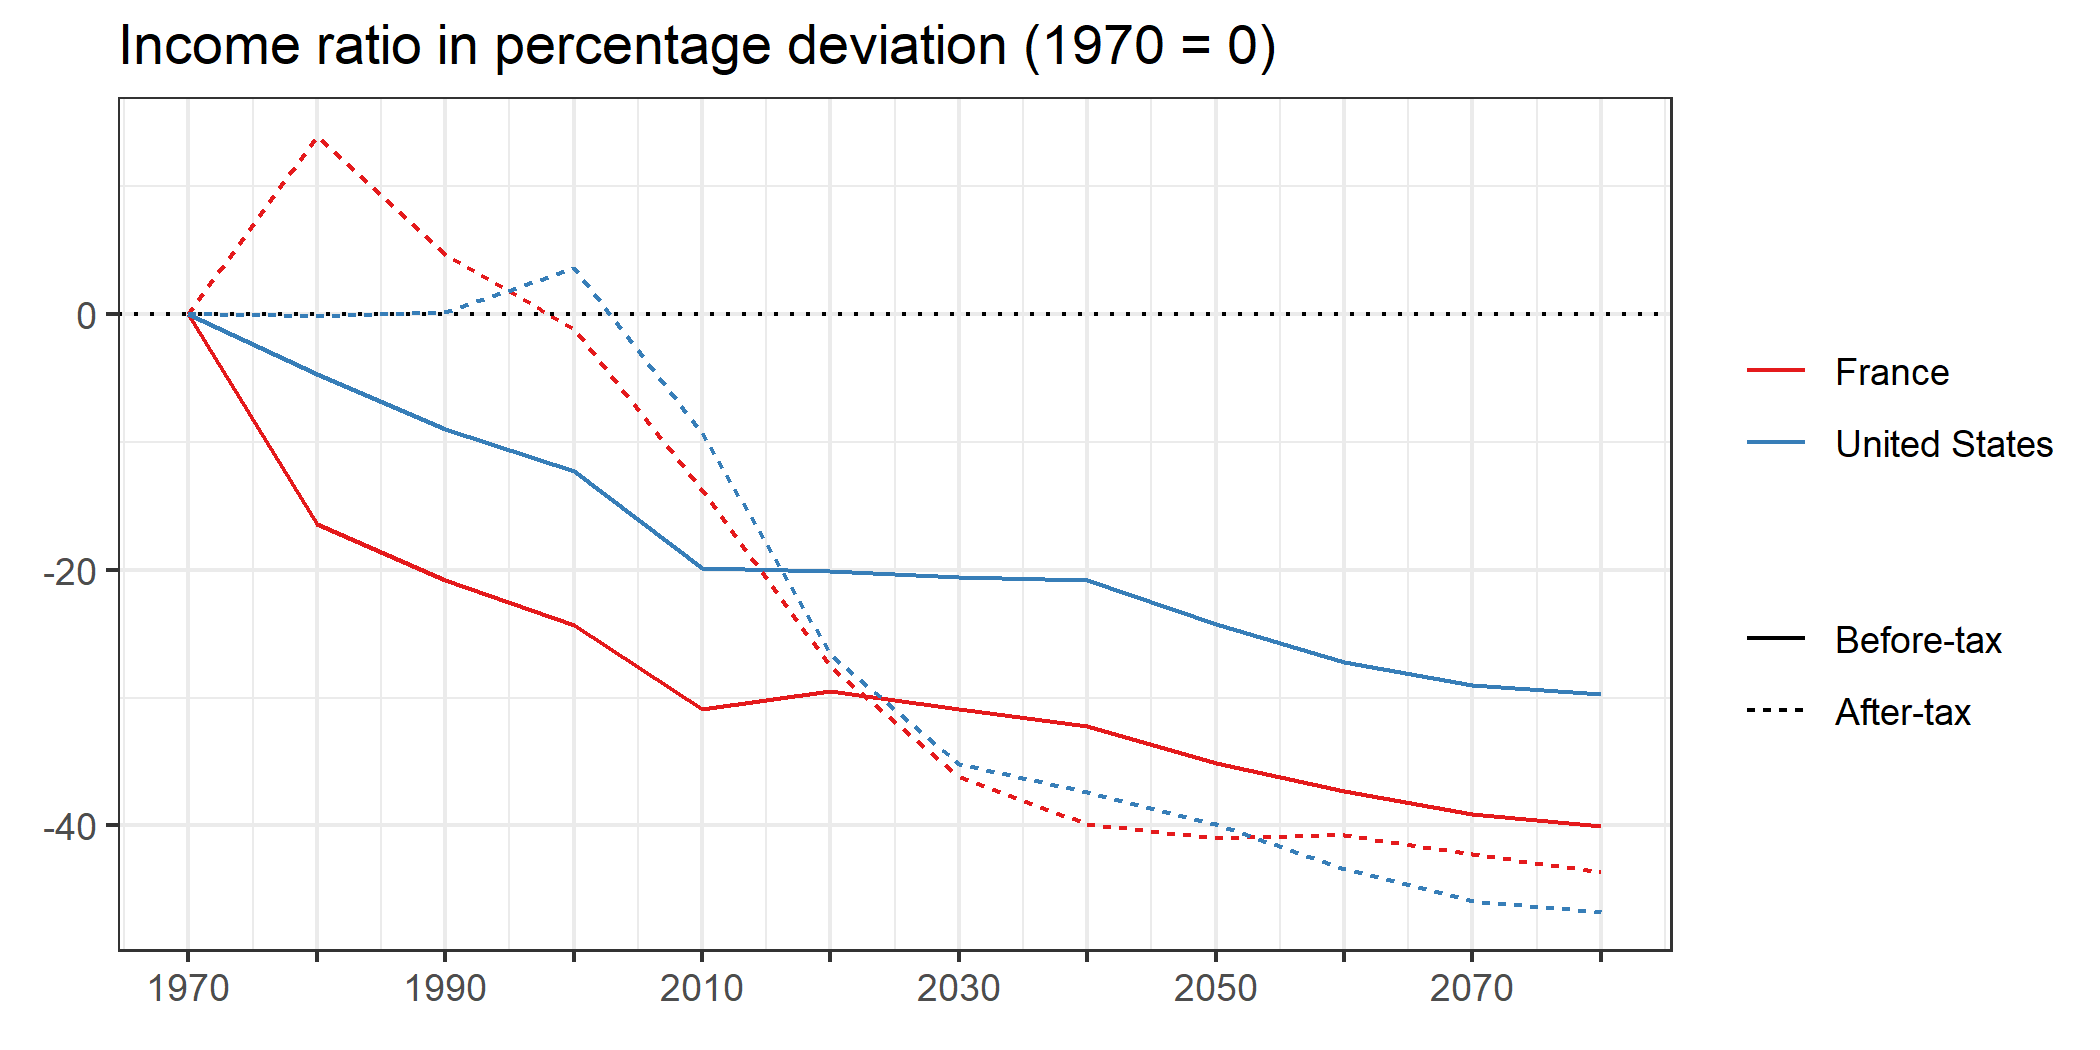 Income ratio in percentage deviation (1970 = 0)
0
-20
-40
1970 1990 2010 2030 2050 2070
France
United States
Before-tax
After-tax